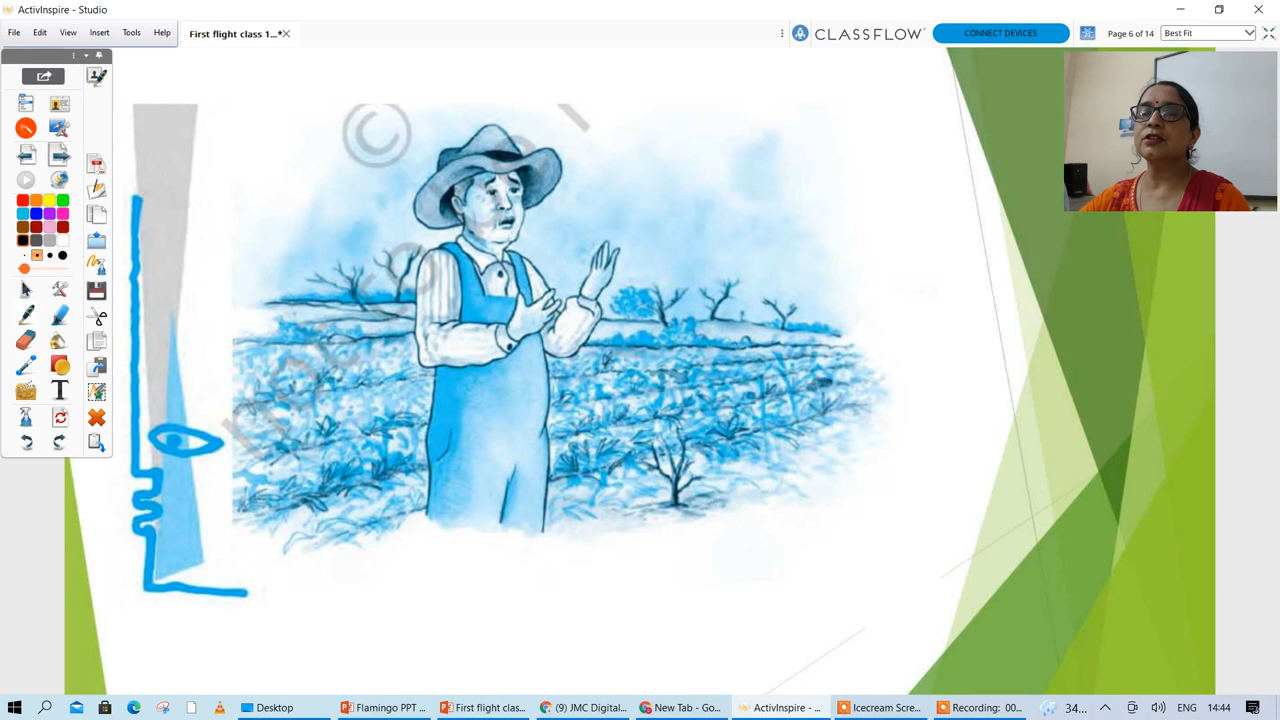 ActivInspire - Studio
File Edit View Insert Tools Help
First flight class 1...*
CLASSFLOW
CONNECT DEVICES
Page 6 of 14
Best Fit
©
T
Desktop
Flamingo PPT ...
First flight clas...
(9) JMC Digital...
New Tab - Go...
ActivInspire - ...
Icecream Scre...
Recording: 00...
34...
ENG
14:44